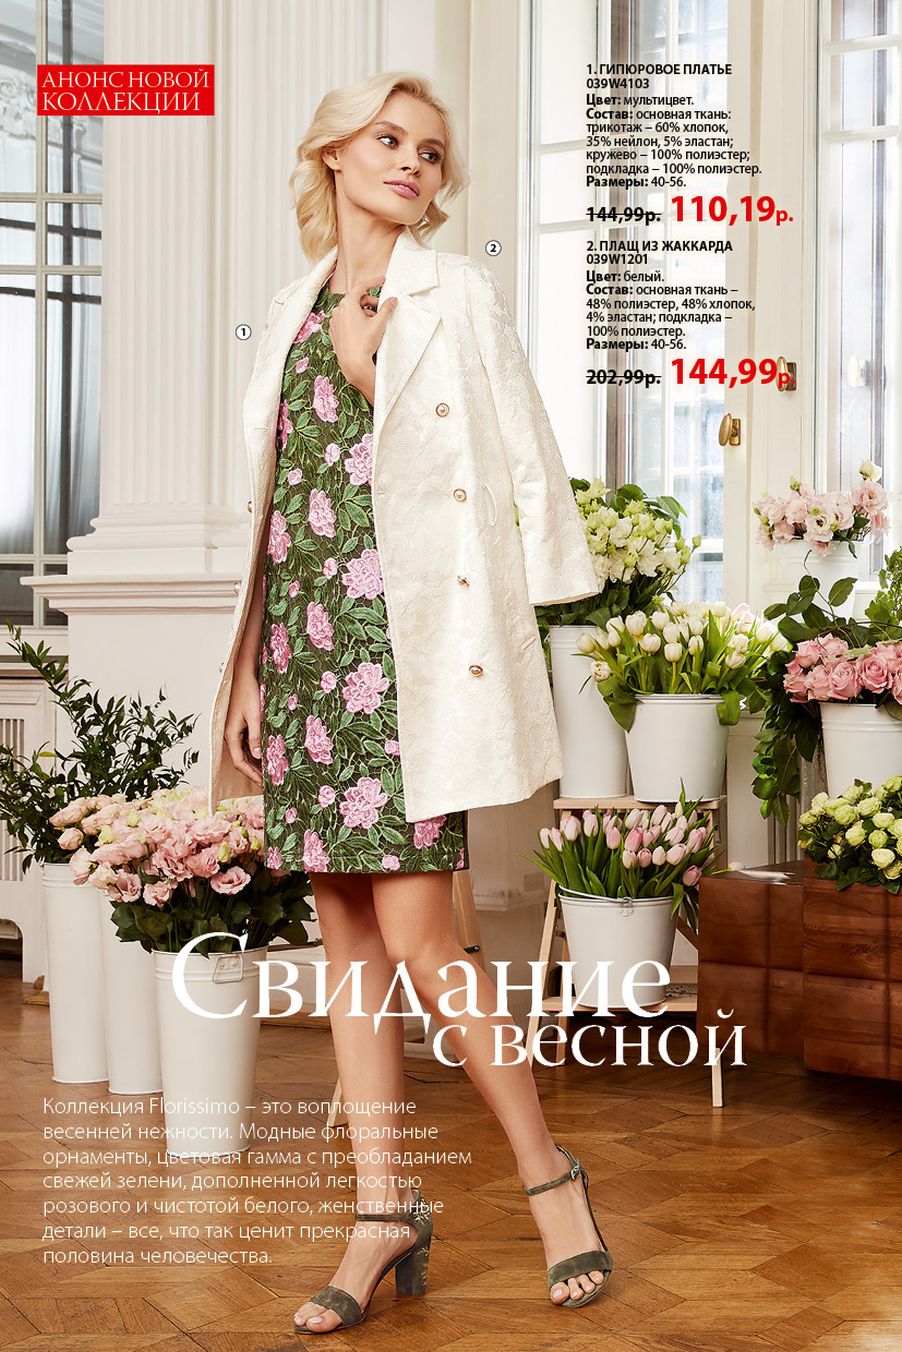 АНОНС НОВОЙ
КОЛЛЕКЦИИ
1. ГИПЮРОВОЕ ПЛАТЬЕ
039W4103
Цвет: мультицвет.
Состав: основная ткань:
трикотаж – 60% хлопок,
35% нейлон, 5% эластан;
кружево – 100% полиэстер;
подкладка – 100% полиэстер.
Размеры: 40-56.
144,99р. 110,19р.
2. ПЛАЩ ИЗ ЖАККАРДА
039W1201
Цвет: белый.
Состав: основная ткань –
48% полиэстер, 48% хлопок,
4% эластан; подкладка –
100% полиэстер.
Размеры: 40-56.
202,99р. 144,99р.
2
1
Свидание
с весной
Коллекция Florissimo – это воплощение
весенней нежности. Модные флоральные
орнаменты, цветовая гамма с преобладанием
свежей зелени, дополненной легкостью
розового и чистотой белого, женственные
детали – все, что так ценит прекрасная
половина человечества.